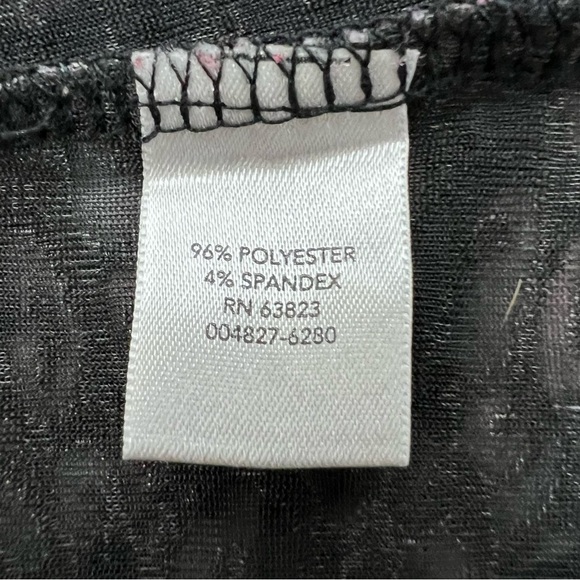 96% POLYESTER
4% SPANDEX
RN 63823
004827-6280